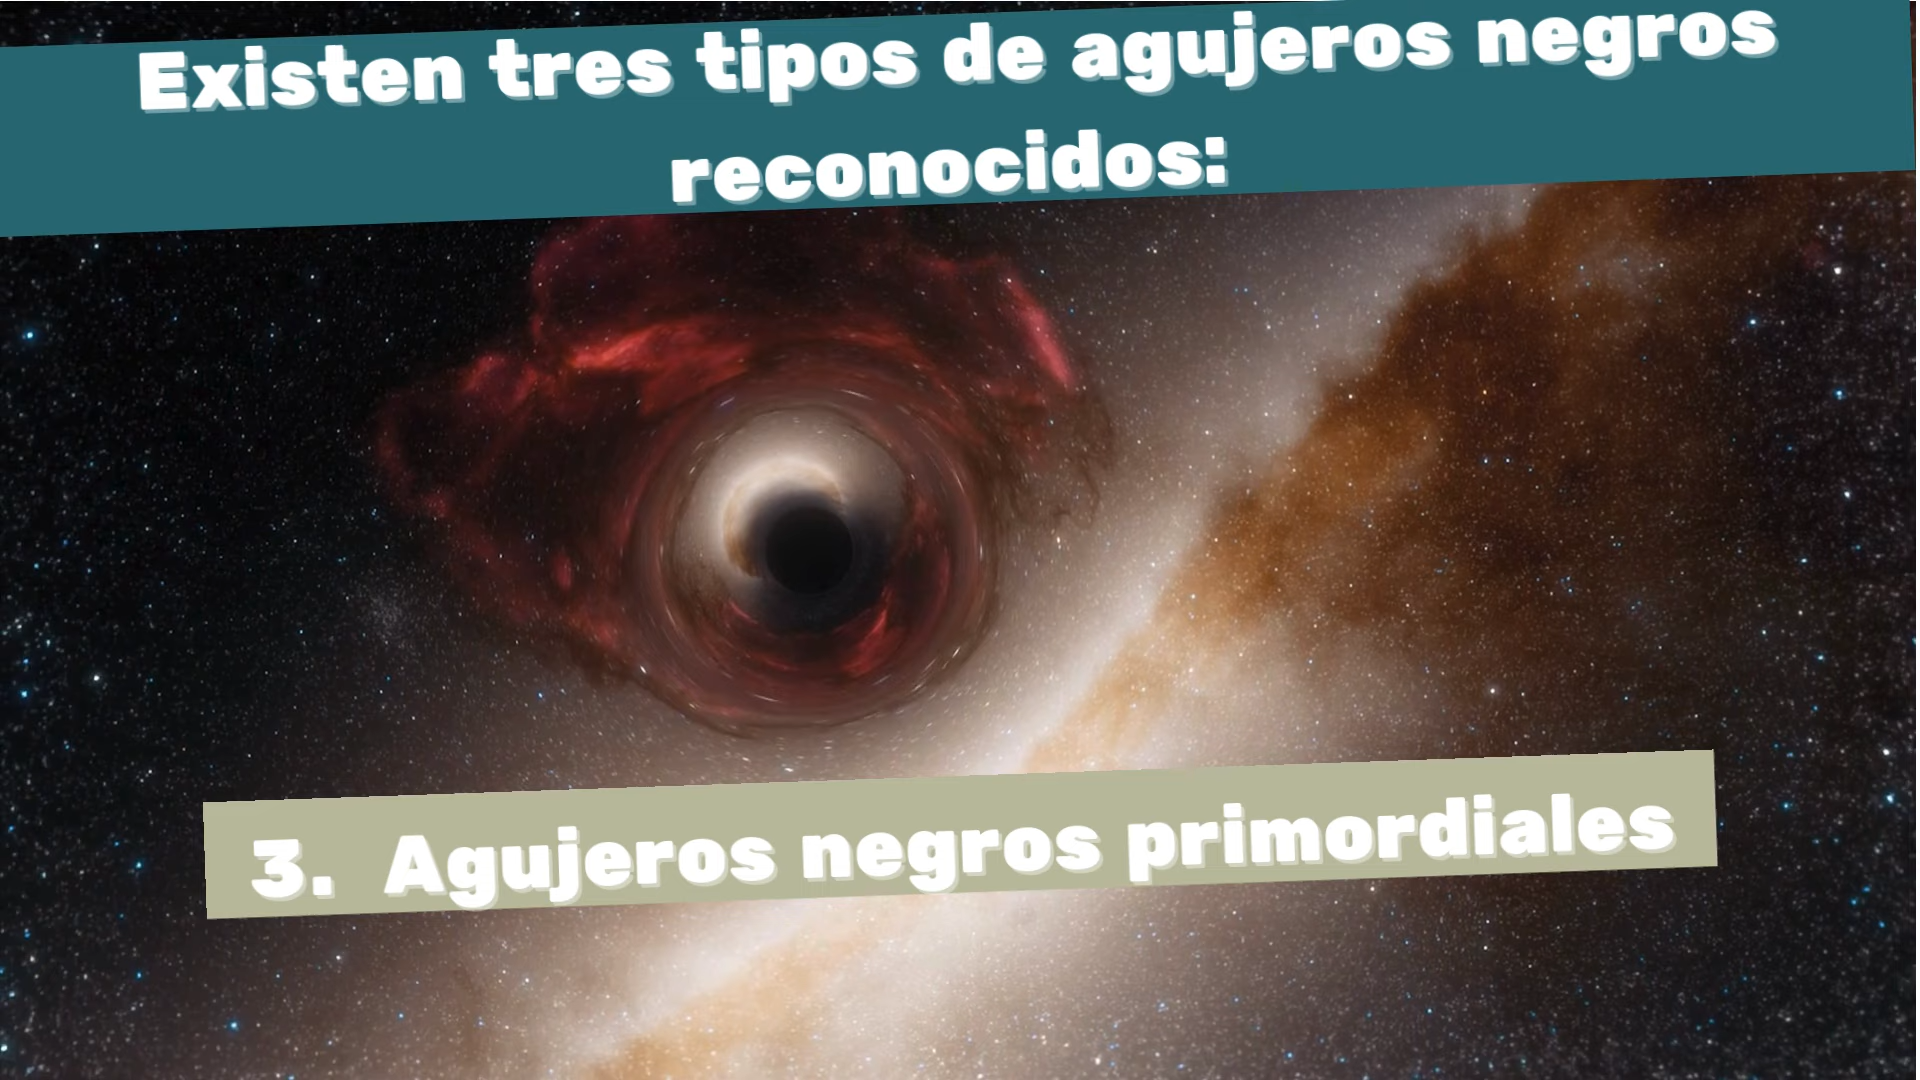 Existen tres tipos de agujeros negros
reconocidos:
3. Agujeros negros primordiales